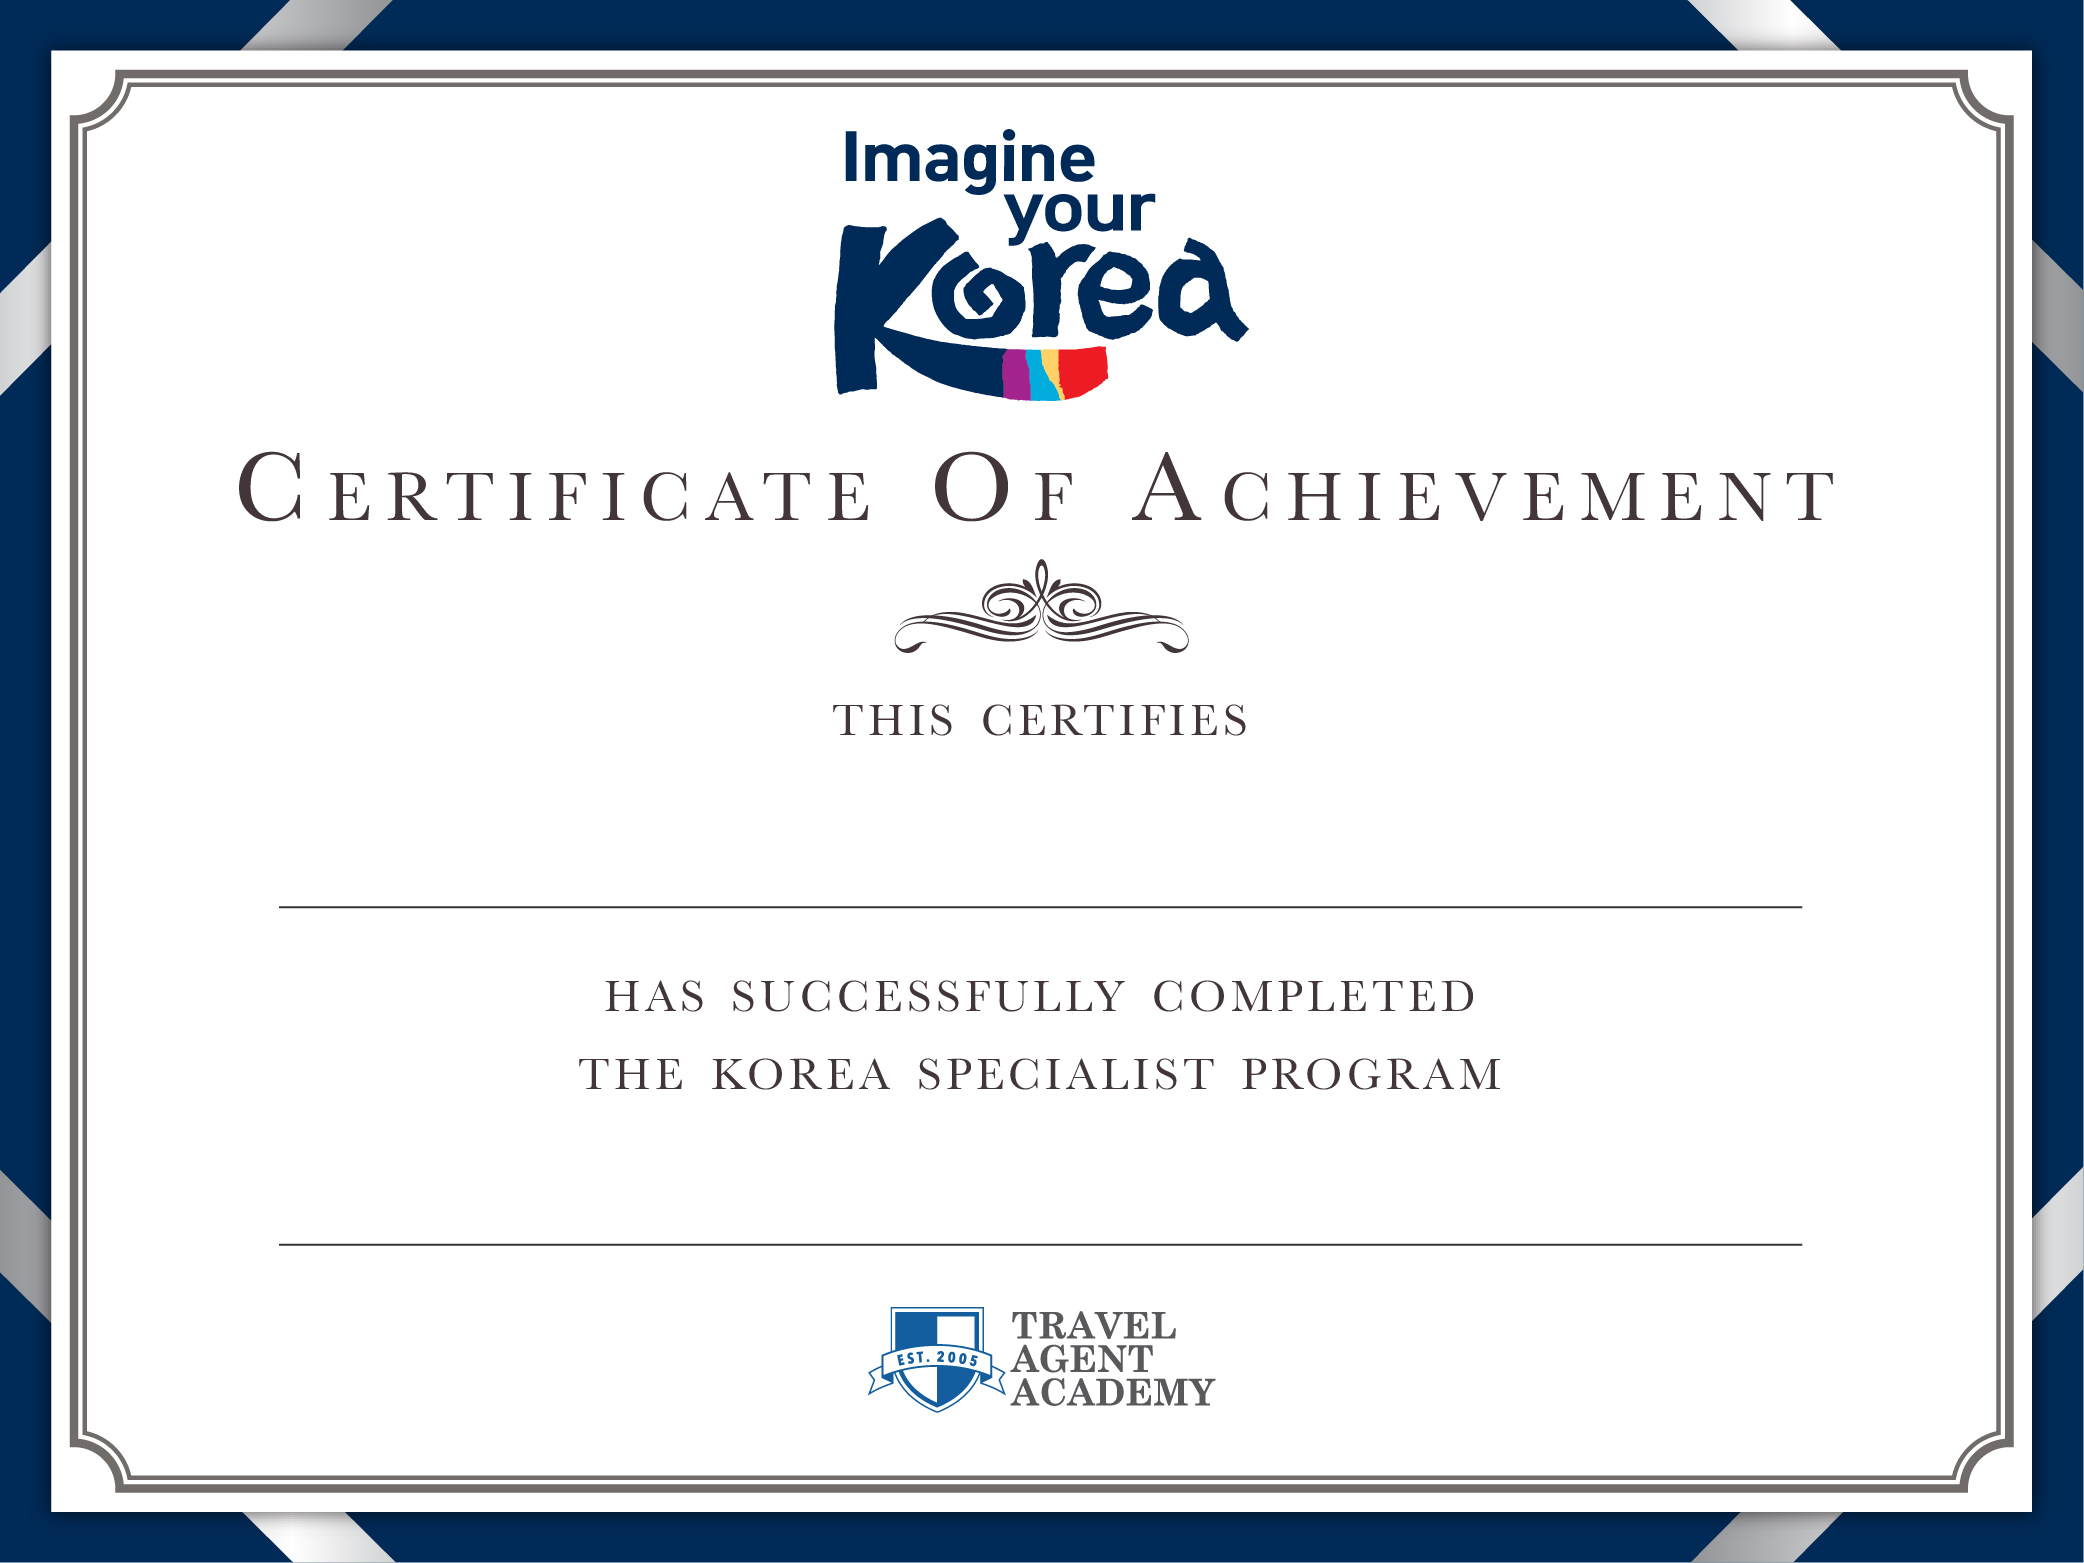 Imagine
your
Korea
CERTIFICATE OF ACHIEVEMENT
THIS CERTIFIES
HAS SUCCESSFULLY COMPLETED
THE KOREA SPECIALIST PROGRAM
EST. 2005
TRAVEL
AGENT
ACADEMY